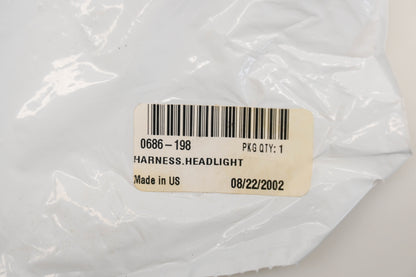 0686-198 PKG QTY: 1
HARNESS,HEADLIGHT
Made in US 08/22/2002